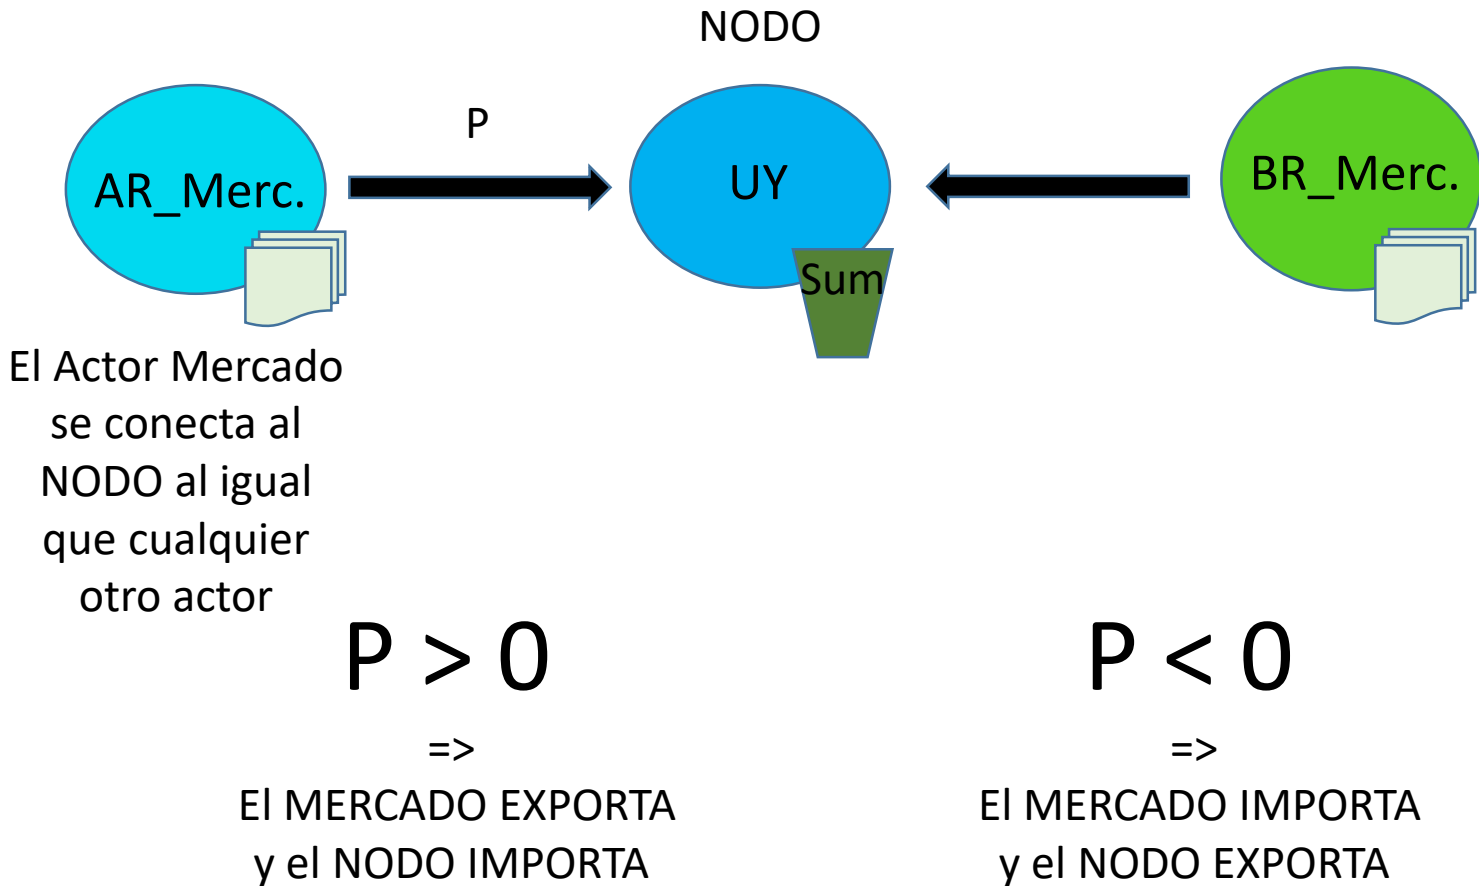 NODO
P
AR_Merc.
UY
BR_Merc.
Sum
El Actor Mercado
se conecta al
NODO al igual
que cualquier
otro actor
P > 0
=>
El MERCADO EXPORTA
y el NODO IMPORTA
P < 0
=>
El MERCADO IMPORTA
y el NODO EXPORTA